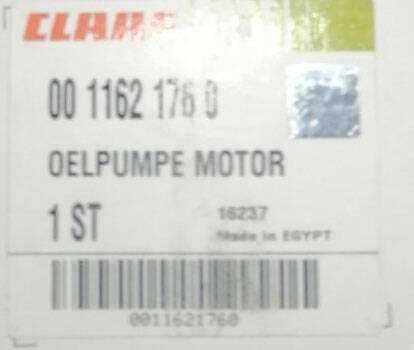 CLAAS
00 1162 176 0
OELPUMPE MOTOR
1 ST
16237
Made in EGYPT
0011621760